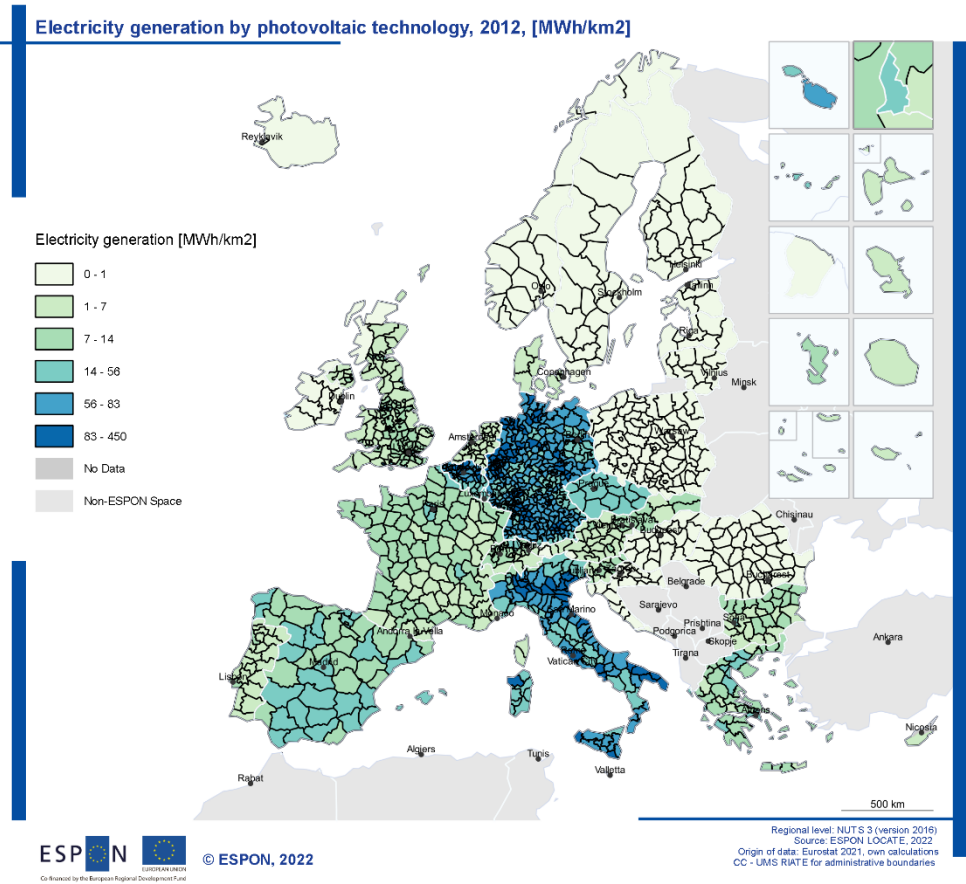 Electricity generation by photovoltaic technology, 2012, [MWh/km2]
Reykjavik
Electricity generation [MWh/km2]
0 - 1
1 - 7
7 - 14
14 - 56
56 - 83
83 - 450
No Data
Non-ESPON Space
Helsinki
Oslo
Tallinn
Stockholm
Riga
Copenhagen
Vilnius
Minsk
Dublin
Amsterdam
Warsaw
Prague
Paris
Chisinau
Bratislava
Budapest
Ljubljana
Belgrade
Bucharest
San Marino
Sarajevo
Monaco
Prishtina
Sofia
Andorra la Vella
Podgorica
Skopje
Rome
Vatican City
Tirana
Ankara
Madrid
Lisbon
Athens
Nicosia
Algiers
Tunis
Rabat
Valletta
500 km
Regional level: NUTS 3 (version 2016)
Source: ESPON LOCATE, 2022
Origin of data: Eurostat 2021, own calculations
CC - UMS RIATE for administrative boundaries
ESPON
EUROPEAN UNION
© ESPON, 2022
Co-financed by the European Regional Development Fund